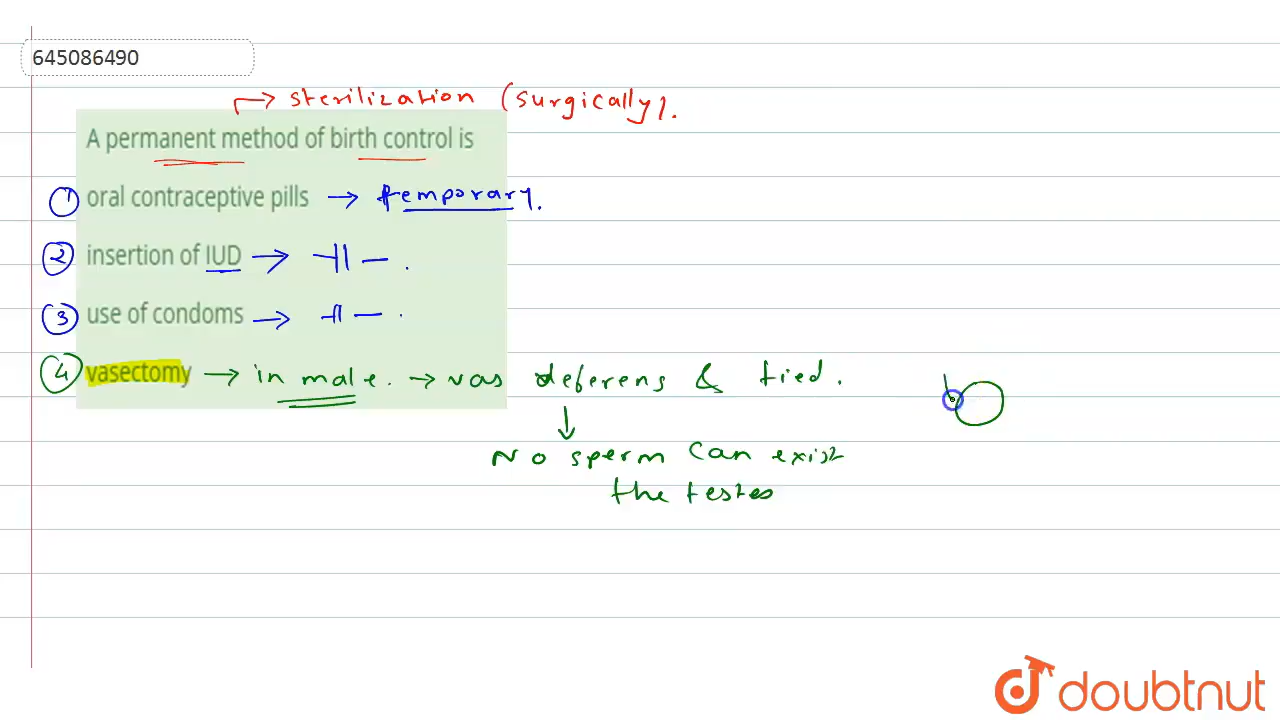 645086490
→ sterilization (surgically).
A permanent method of birth control is
① oral contraceptive pills → temporary.
② insertion of IUD → -||- .
③ use of condoms → -||- .
④ vasectomy → in male. → vas deferens & tied.
↓
No sperm can exist
the testes
doubtnut